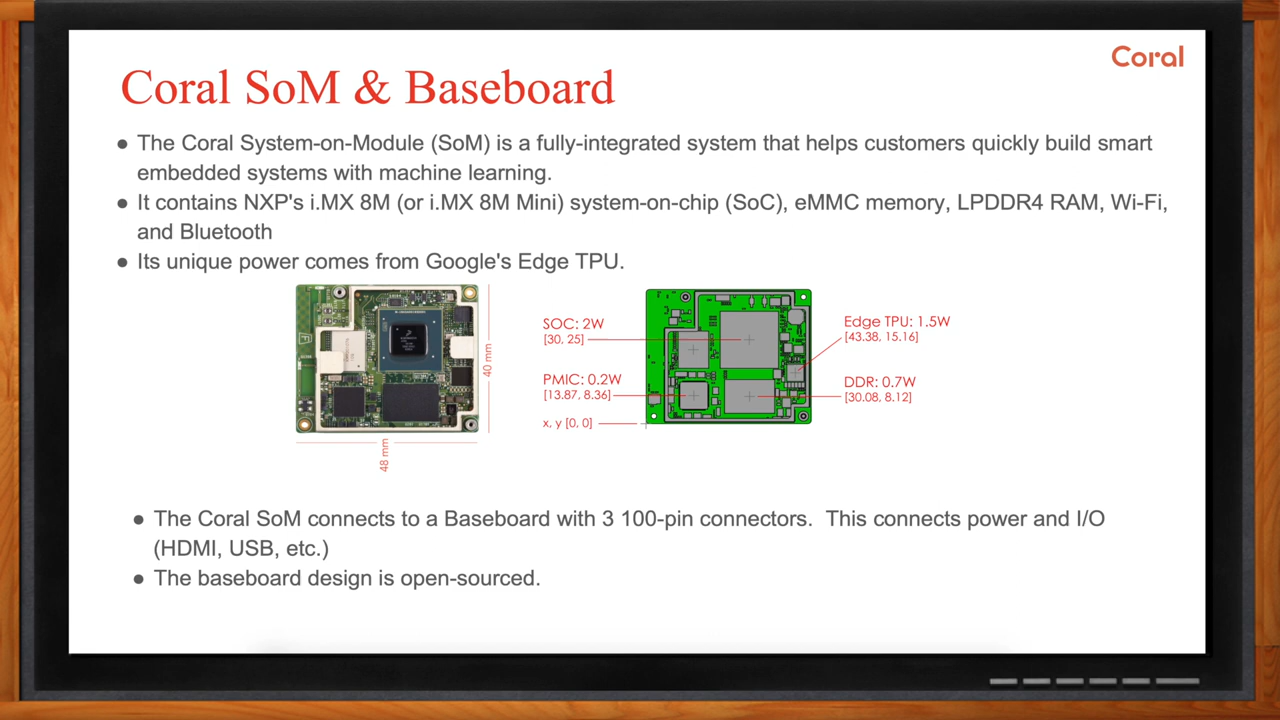 Coral
Coral SoM & Baseboard
● The Coral System-on-Module (SoM) is a fully-integrated system that helps customers quickly build smart
embedded systems with machine learning.
● It contains NXP's i.MX 8M (or i.MX 8M Mini) system-on-chip (SoC), eMMC memory, LPDDR4 RAM, Wi-Fi,
and Bluetooth
● Its unique power comes from Google's Edge TPU.
40 mm
48 mm
SOC: 2W
[30, 25]
PMIC: 0.2W
[13.87, 8.36]
x, y [0, 0]
Edge TPU: 1.5W
[43.38, 15.16]
DDR: 0.7W
[30.08, 8.12]
● The Coral SoM connects to a Baseboard with 3 100-pin connectors.  This connects power and I/O
(HDMI, USB, etc.)
● The baseboard design is open-sourced.